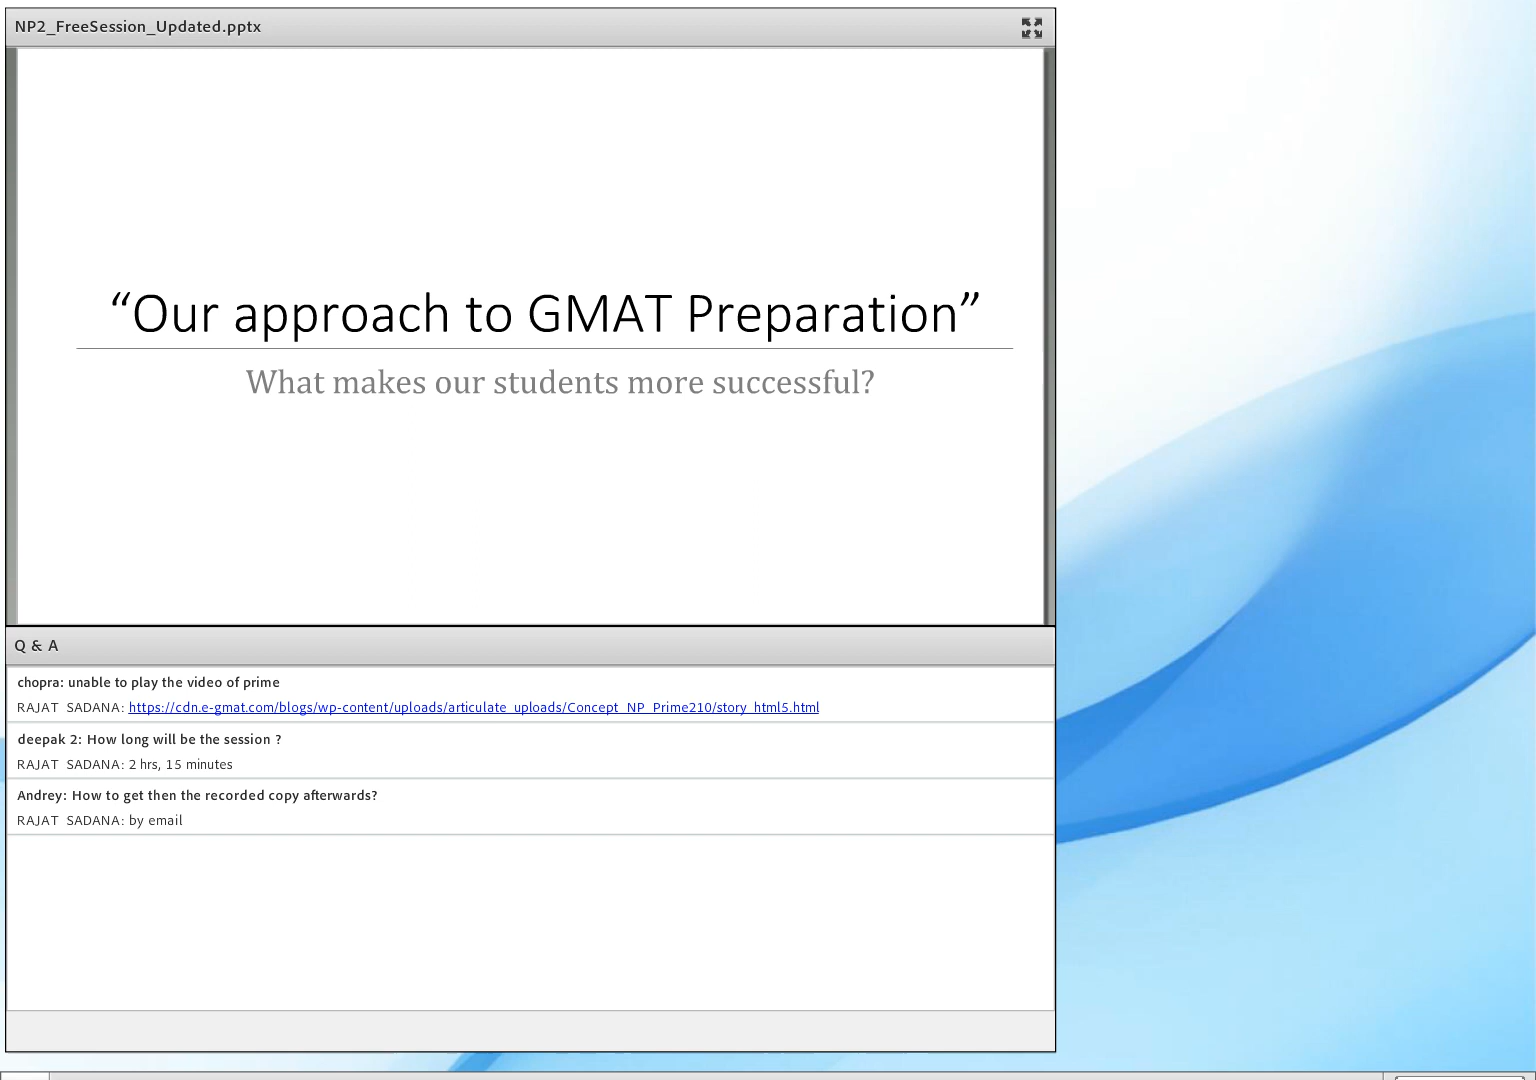 NP2_FreeSession_Updated.pptx
“Our approach to GMAT Preparation”
What makes our students more successful?
Q & A
chopra: unable to play the video of prime
RAJAT SADANA: https://cdn.e-gmat.com/blogs/wp-content/uploads/articulate_uploads/Concept_NP_Prime210/story_html5.html
deepak 2: How long will be the session ?
RAJAT SADANA: 2 hrs, 15 minutes
Andrey: How to get then the recorded copy afterwards?
RAJAT SADANA: by email